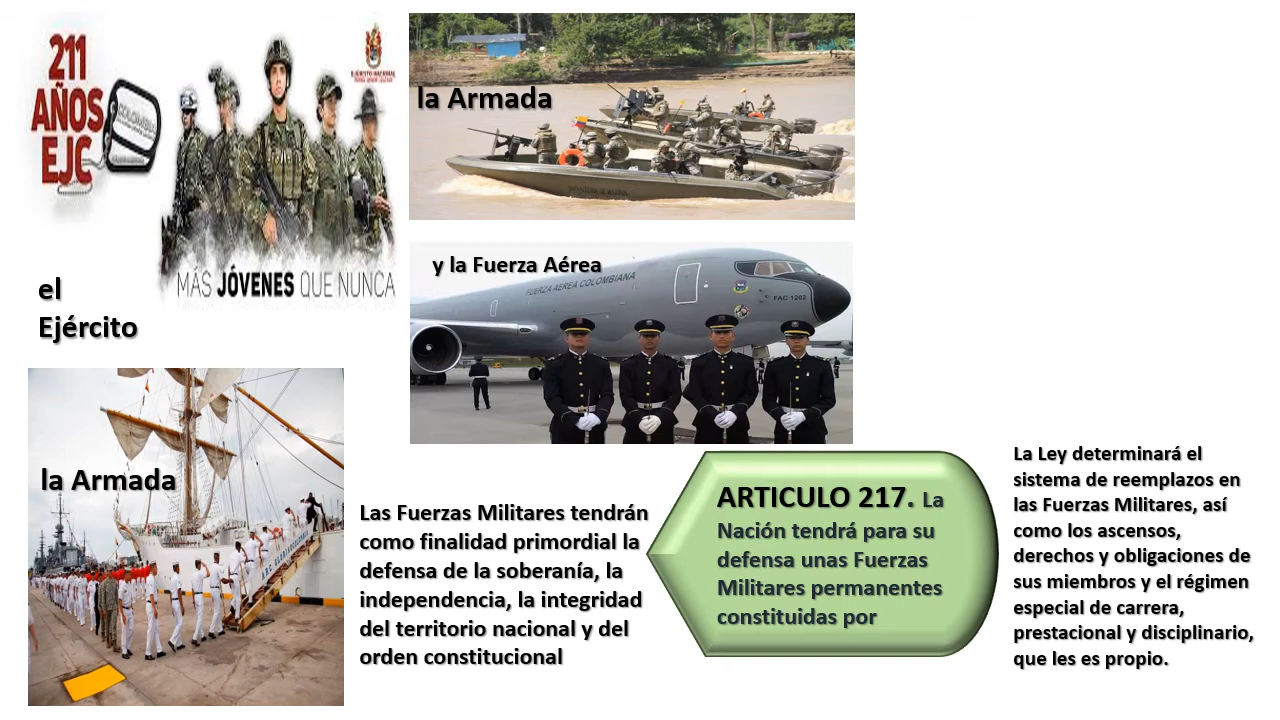 211
AÑOS
EJC
COLOMBIA
EJÉRCITO NACIONAL
MÁS JÓVENES QUE NUNCA
el
Ejército
la Armada
y la Fuerza Aérea
FUERZA AEREA COLOMBIANA
FAC 1202
la Armada
Las Fuerzas Militares tendrán
como finalidad primordial la
defensa de la soberanía, la
independencia, la integridad
del territorio nacional y del
orden constitucional
ARTICULO 217. La
Nación tendrá para su
defensa unas Fuerzas
Militares permanentes
constituidas por
La Ley determinará el
sistema de reemplazos en
las Fuerzas Militares, así
como los ascensos,
derechos y obligaciones de
sus miembros y el régimen
especial de carrera,
prestacional y disciplinario,
que les es propio.